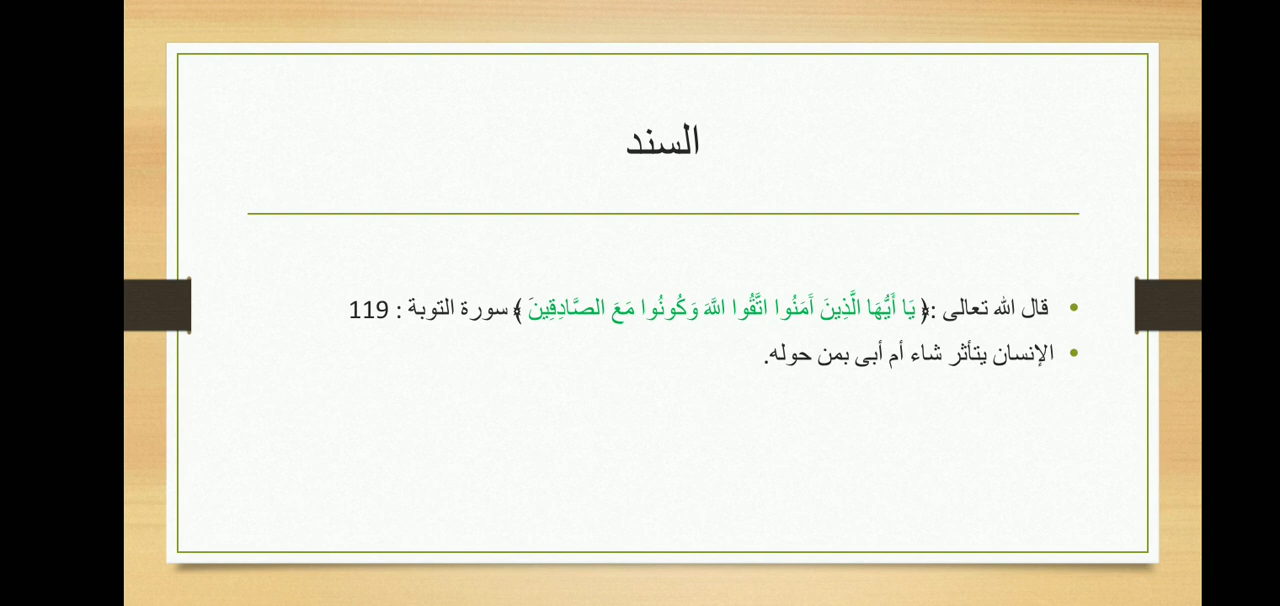 السند
• قال الله تعالى :﴿ يَا أَيُّهَا الَّذِينَ آَمَنُوا اتَّقُوا اللَّهَ وَكُونُوا مَعَ الصَّادِقِينَ ﴾ سورة التوبة : 119
• الإنسان يتأثر شاء أم أبى بمن حوله.